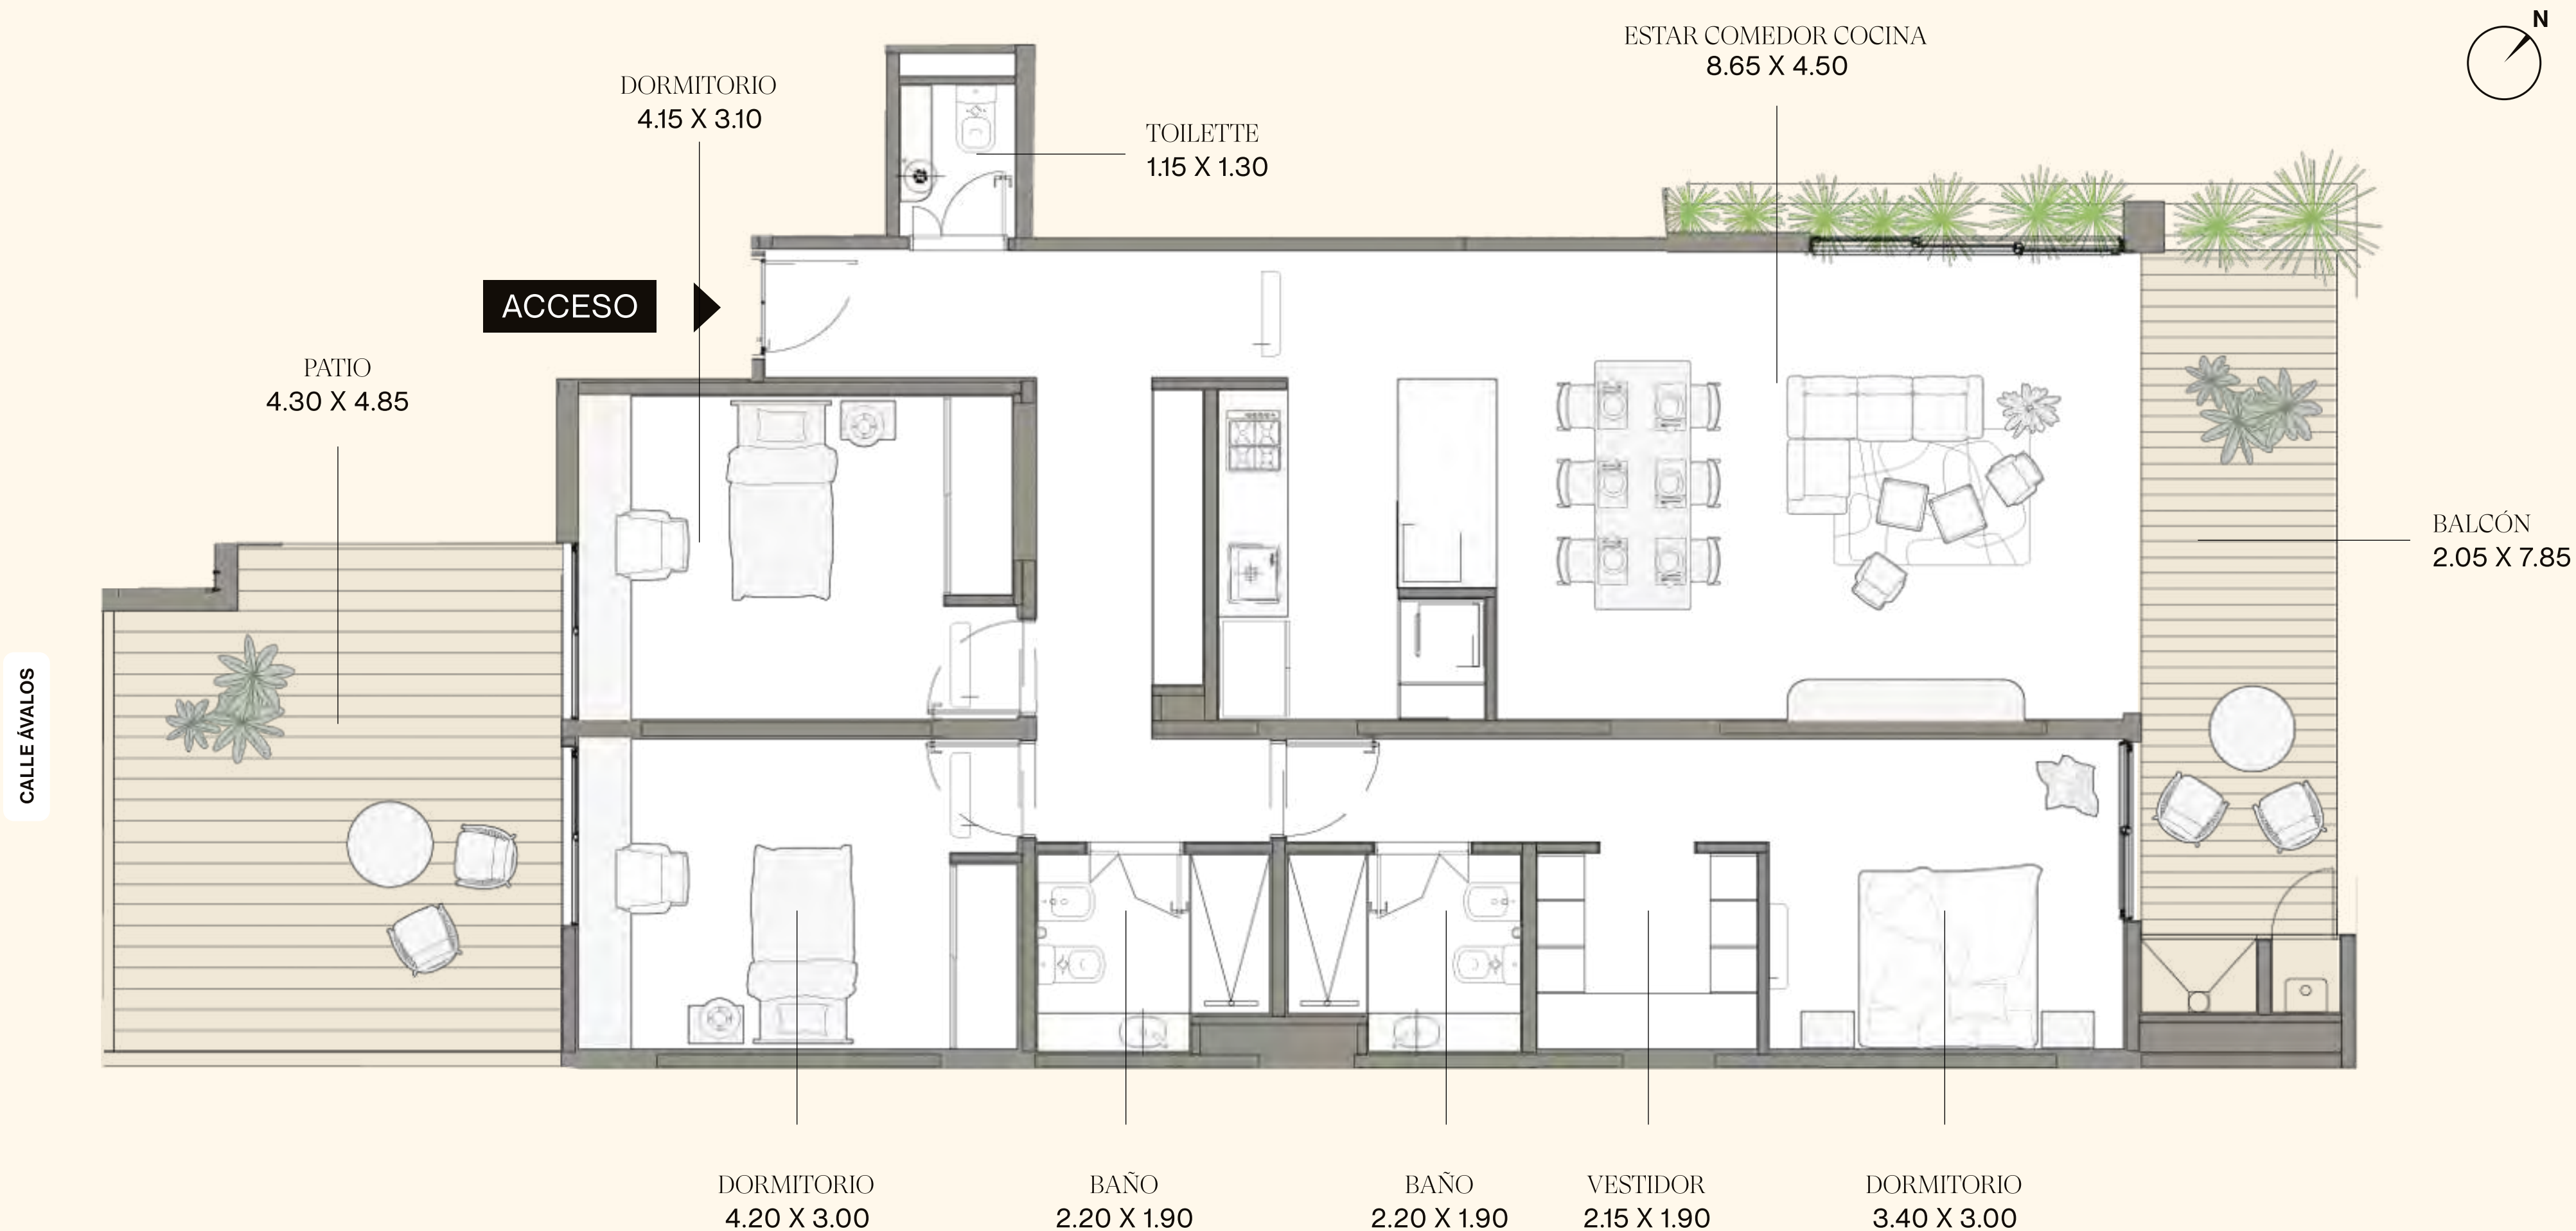 N
ESTAR COMEDOR COCINA
8.65 X 4.50
DORMITORIO
4.15 X 3.10
TOILETTE
1.15 X 1.30
ACCESO
PATIO
4.30 X 4.85
BALCÓN
2.05 X 7.85
CALLE ÁVALOS
DORMITORIO
4.20 X 3.00
BAÑO
2.20 X 1.90
BAÑO
2.20 X 1.90
VESTIDOR
2.15 X 1.90
DORMITORIO
3.40 X 3.00